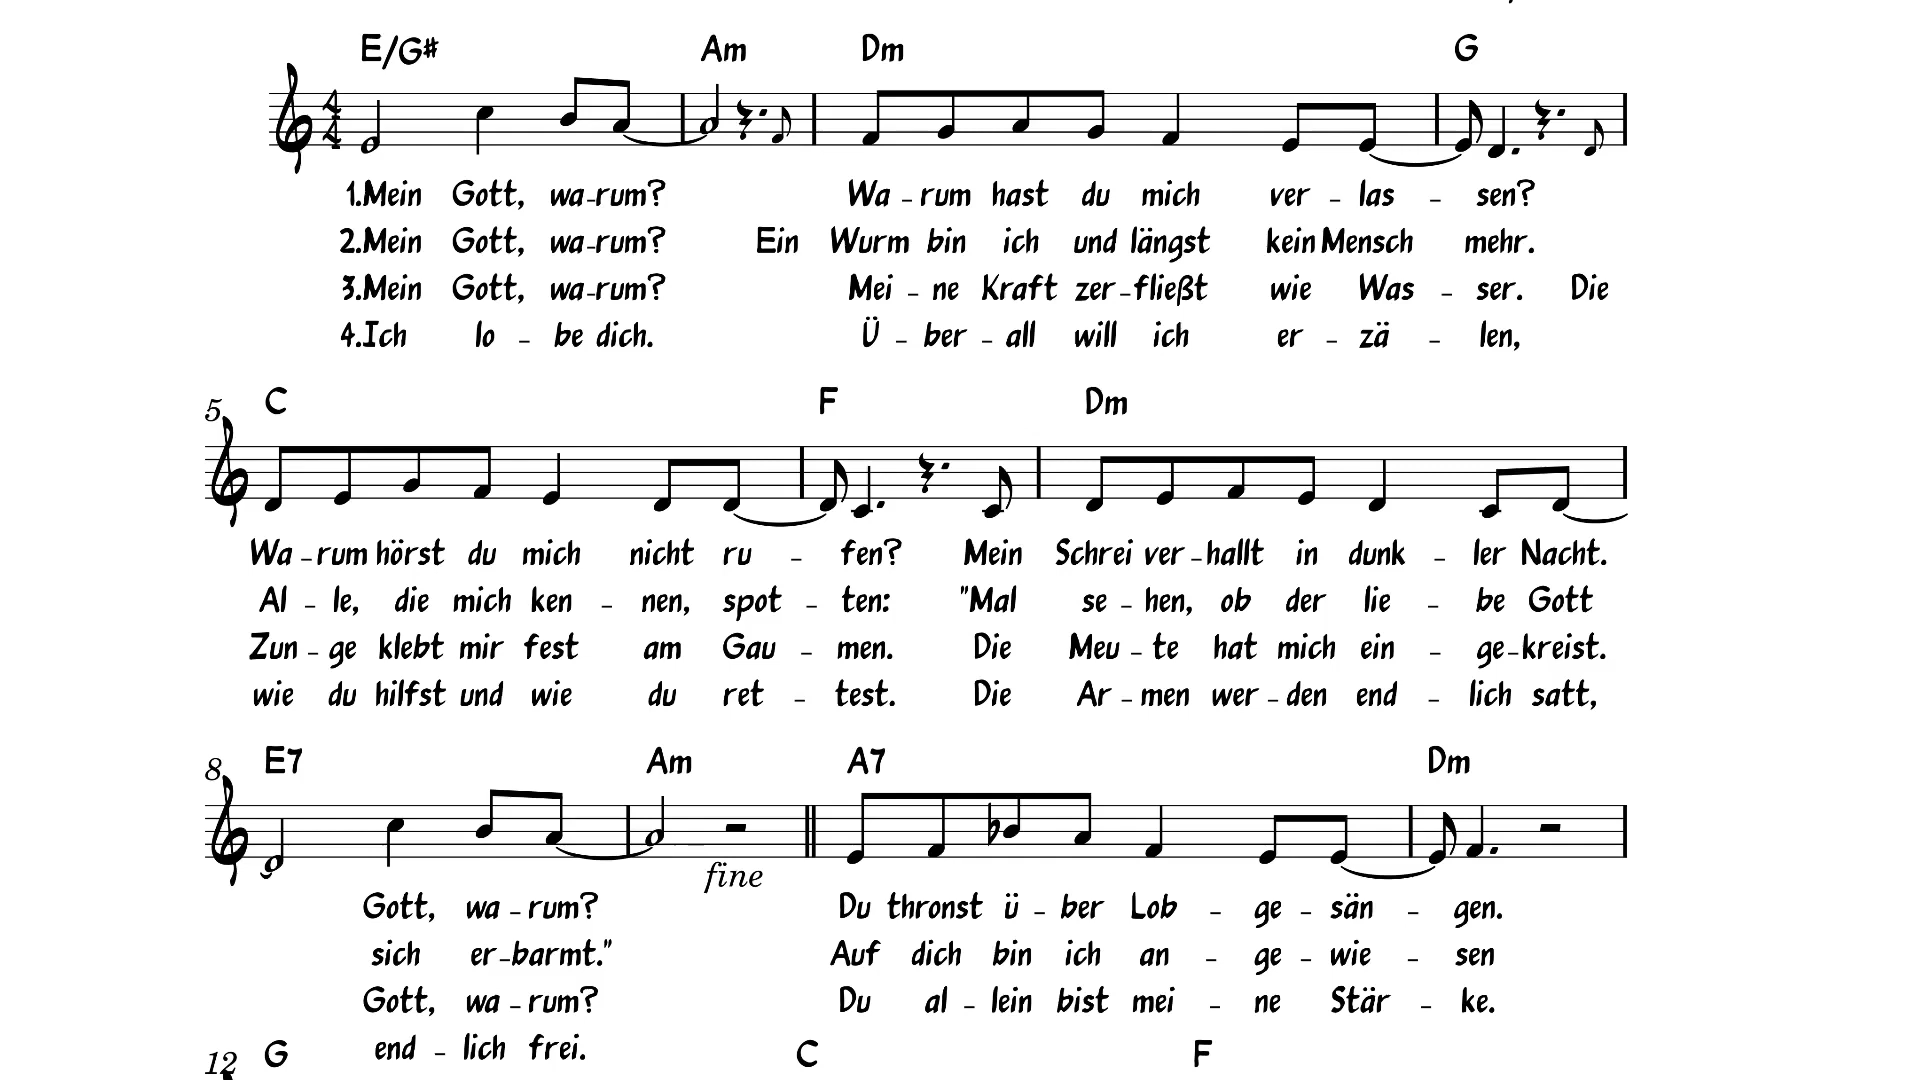 E/G# Am Dm G
1.Mein Gott, wa-rum? Wa-rum hast du mich ver-las-sen?
2.Mein Gott, wa-rum? Ein Wurm bin ich und längst kein Mensch mehr.
3.Mein Gott, wa-rum? Mei-ne Kraft zer-fließt wie Was-ser. Die
4.Ich lo-be dich. Ü-ber-all will ich er-zä-len,
5 C F Dm
Wa-rum hörst du mich nicht ru-fen? Mein Schrei ver-hallt in dunk-ler Nacht.
Al-le, die mich ken-nen, spot-ten: "Mal se-hen, ob der lie-be Gott
Zun-ge klebt mir fest am Gau-men. Die Meu-te hat mich ein-ge-kreist.
wie du hilfst und wie du ret-test. Die Ar-men wer-den end-lich satt,
8 E7 Am A7 Dm
fine
Gott, wa-rum? Du thronst ü-ber Lob-ge-sän-gen.
sich er-barmt." Auf dich bin ich an-ge-wie-sen
Gott, wa-rum? Du al-lein bist mei-ne Stär-ke.
end-lich frei.
12 G C F